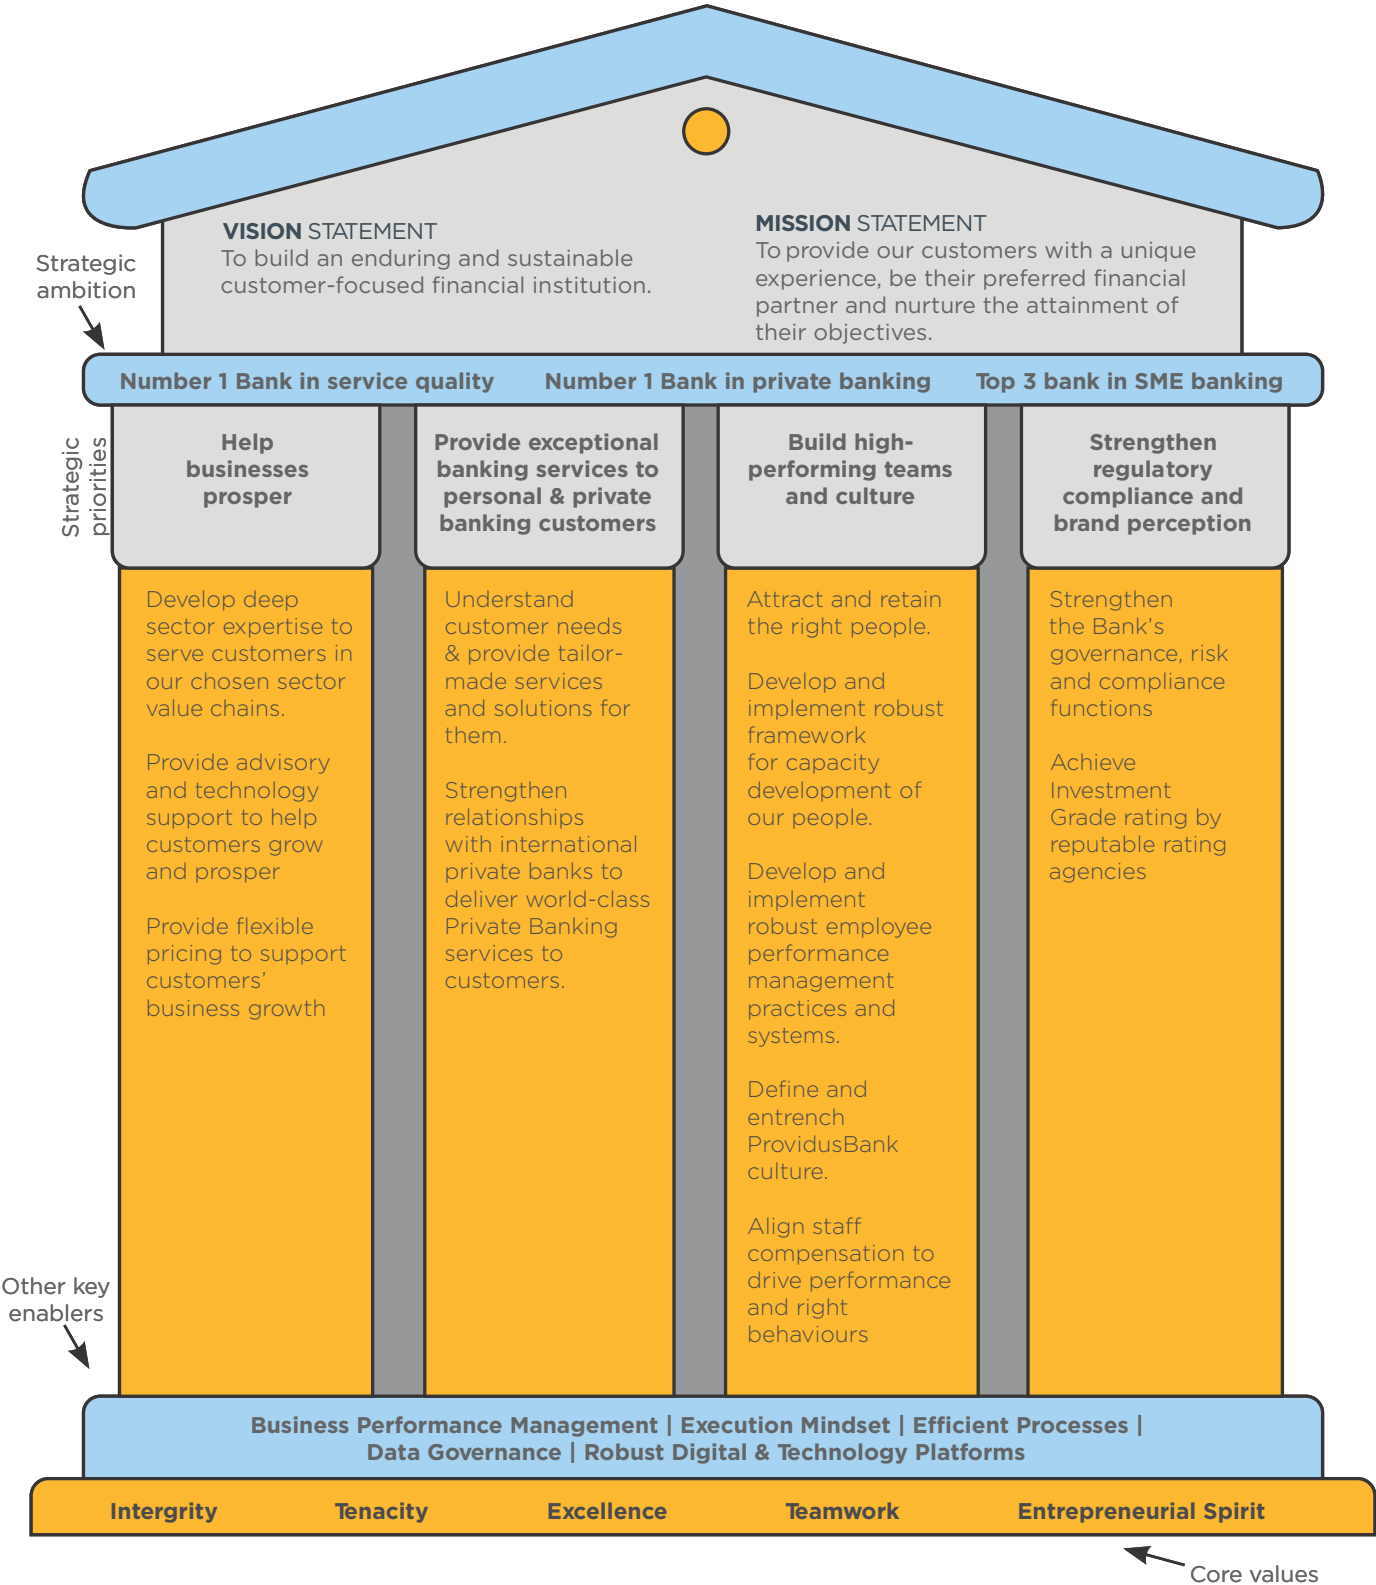 VISION STATEMENT
To build an enduring and sustainable
customer-focused financial institution.
MISSION STATEMENT
To provide our customers with a unique
experience, be their preferred financial
partner and nurture the attainment of
their objectives.
Strategic
ambition
Number 1 Bank in service quality
Number 1 Bank in private banking
Top 3 bank in SME banking
Strategic
priorities
Help
businesses
prosper
Provide exceptional
banking services to
personal & private
banking customers
Build high-
performing teams
and culture
Strengthen
regulatory
compliance and
brand perception
Develop deep
sector expertise to
serve customers in
our chosen sector
value chains.
Provide advisory
and technology
support to help
customers grow
and prosper
Provide flexible
pricing to support
customers’
business growth
Understand
customer needs
& provide tailor-
made services
and solutions for
them.
Strengthen
relationships
with international
private banks to
deliver world-class
Private Banking
services to
customers.
Attract and retain
the right people.
Develop and
implement robust
framework
for capacity
development of
our people.
Develop and
implement
robust employee
performance
management
practices and
systems.
Define and
entrench
ProvidusBank
culture.
Align staff
compensation to
drive performance
and right
behaviours
Strengthen
the Bank’s
governance, risk
and compliance
functions
Achieve
Investment
Grade rating by
reputable rating
agencies
Other key
enablers
Business Performance Management | Execution Mindset | Efficient Processes |
Data Governance | Robust Digital & Technology Platforms
Intergrity
Tenacity
Excellence
Teamwork
Entrepreneurial Spirit
Core values